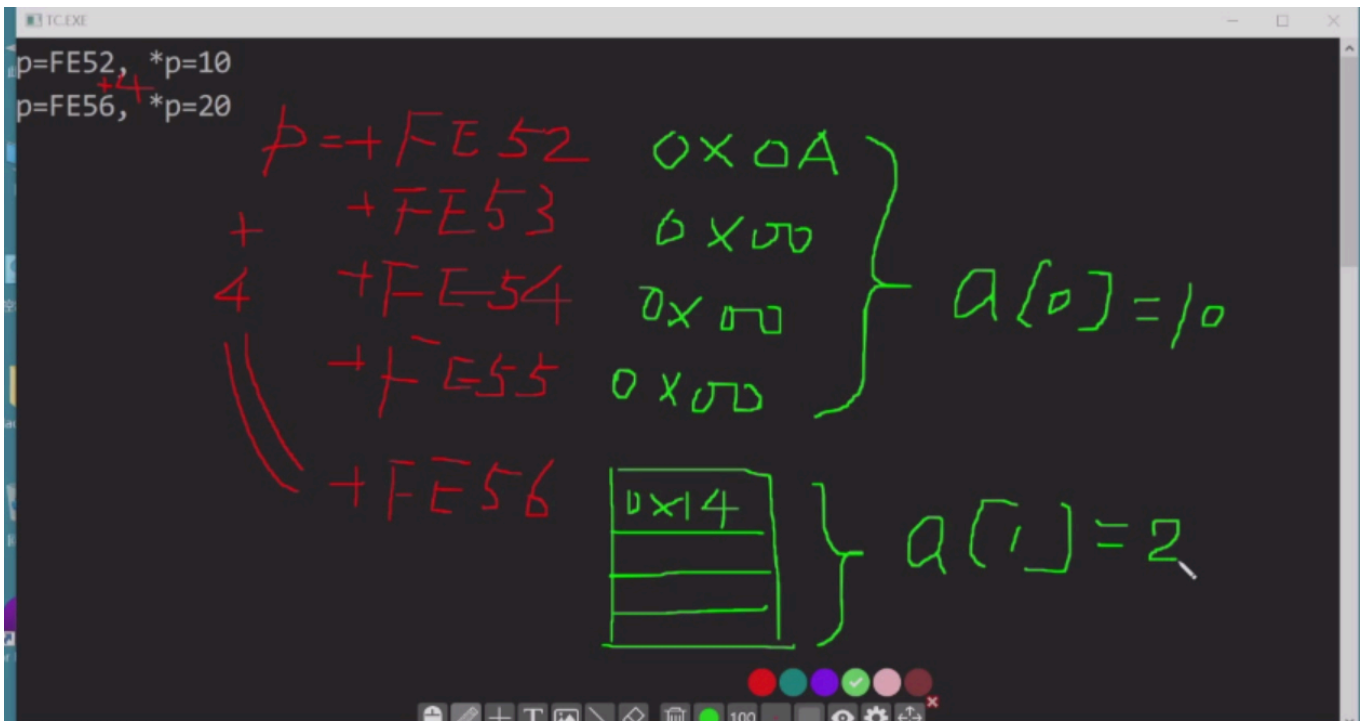 TC.EXE
p=FE52, *p=10
+4
p=FE56, *p=20
p=+FE52 0X0A
+FE53 0X00
+
4
+FE54 0X00
a[0]=10
+FE55 0X00
+FE56 0X14
a[1]=2
T
100